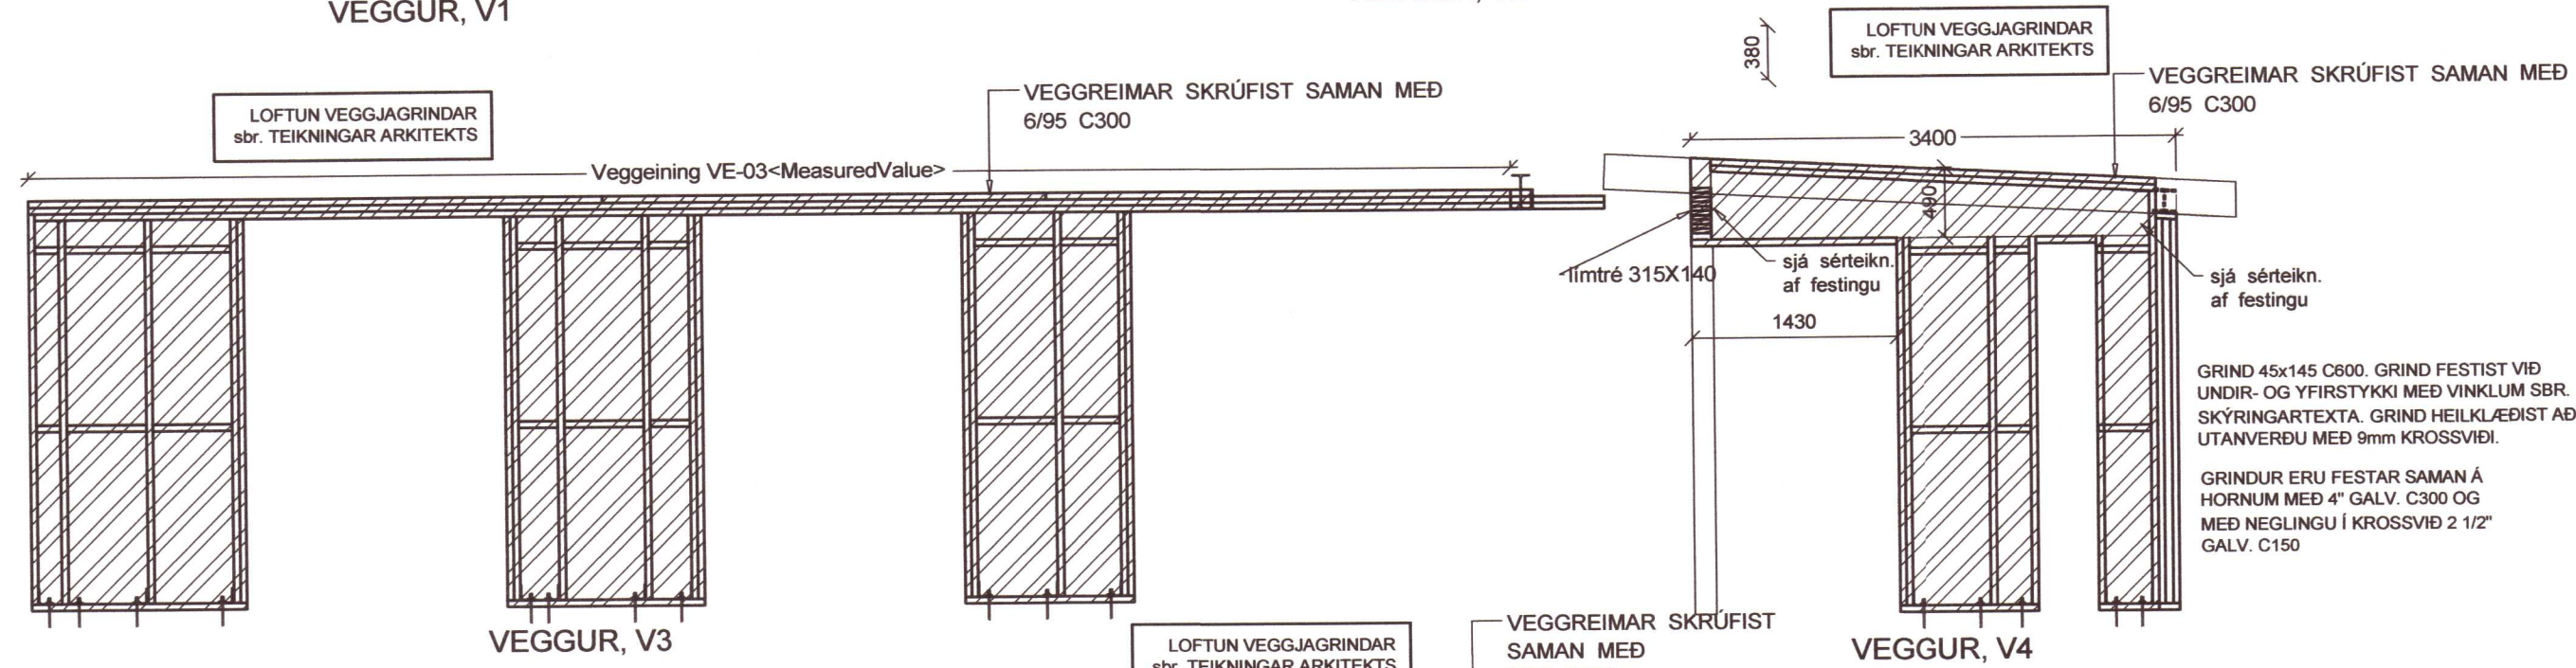 VEGGUR, V1
LOFTUN VEGGJAGRINDAR
sbr. TEIKNINGAR ARKITEKTS
VEGGREIMAR SKRÚFIST SAMAN MEÐ
6/95 C300
Veggeining VE-03<MeasuredValue>
VEGGUR, V3
380
LOFTUN VEGGJAGRINDAR
sbr. TEIKNINGAR ARKITEKTS
VEGGREIMAR SKRÚFIST SAMAN MEÐ
6/95 C300
3400
490
límtré 315X140
sjá sérteikn.
af festingu
sjá sérteikn.
af festingu
1430
GRIND 45x145 C600. GRIND FESTIST VIÐ
UNDIR- OG YFIRSTYKKI MEÐ VINKLUM SBR.
SKÝRINGARTEXTA. GRIND HEILKLÆÐIST AÐ
UTANVERÐU MEÐ 9mm KROSSVIÐI.
GRINDUR ERU FESTAR SAMAN Á
HORNUM MEÐ 4" GALV. C300 OG
MEÐ NEGLINGU Í KROSSVIÐ 2 1/2"
GALV. C150
VEGGUR, V4
LOFTUN VEGGJAGRINDAR
sbr. TEIKNINGAR ARKITEKTS
VEGGREIMAR SKRÚFIST
SAMAN MEÐ